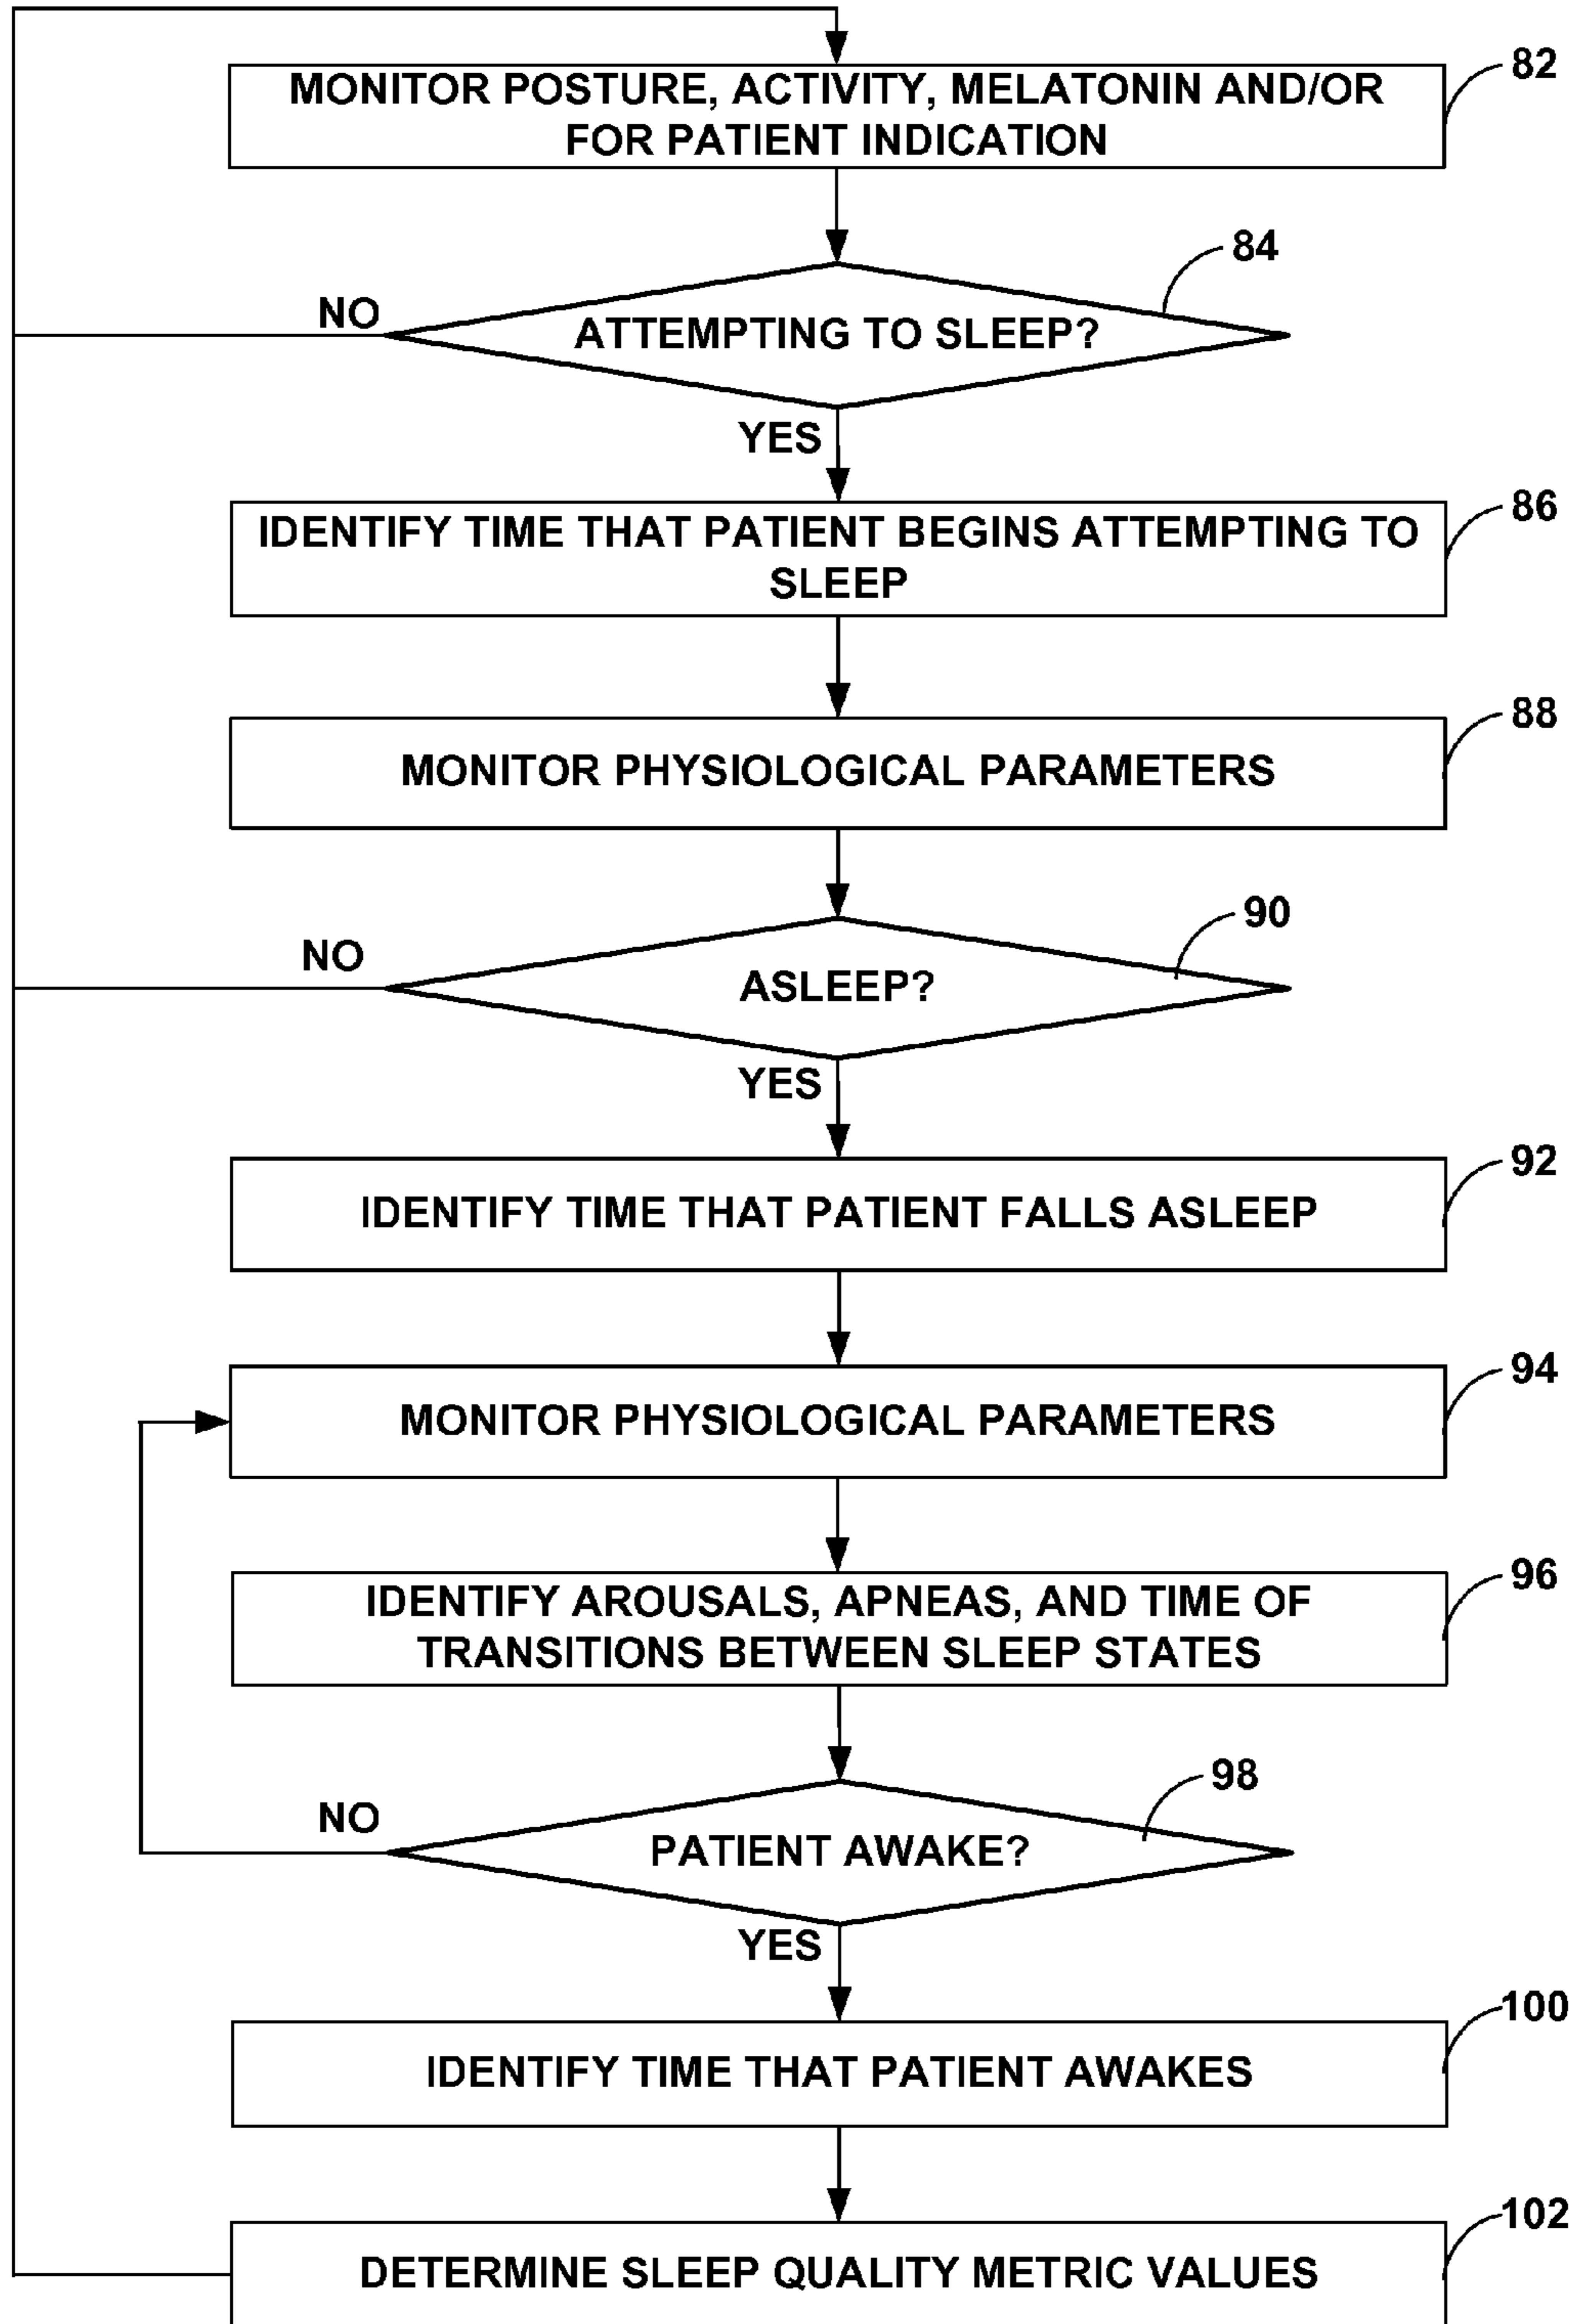 MONITOR POSTURE, ACTIVITY, MELATONIN AND/OR
FOR PATIENT INDICATION
82
84
NO
ATTEMPTING TO SLEEP?
YES
IDENTIFY TIME THAT PATIENT BEGINS ATTEMPTING TO
SLEEP
86
MONITOR PHYSIOLOGICAL PARAMETERS
88
90
NO
ASLEEP?
YES
IDENTIFY TIME THAT PATIENT FALLS ASLEEP
92
MONITOR PHYSIOLOGICAL PARAMETERS
94
IDENTIFY AROUSALS, APNEAS, AND TIME OF
TRANSITIONS BETWEEN SLEEP STATES
96
98
NO
PATIENT AWAKE?
YES
IDENTIFY TIME THAT PATIENT AWAKES
100
DETERMINE SLEEP QUALITY METRIC VALUES
102